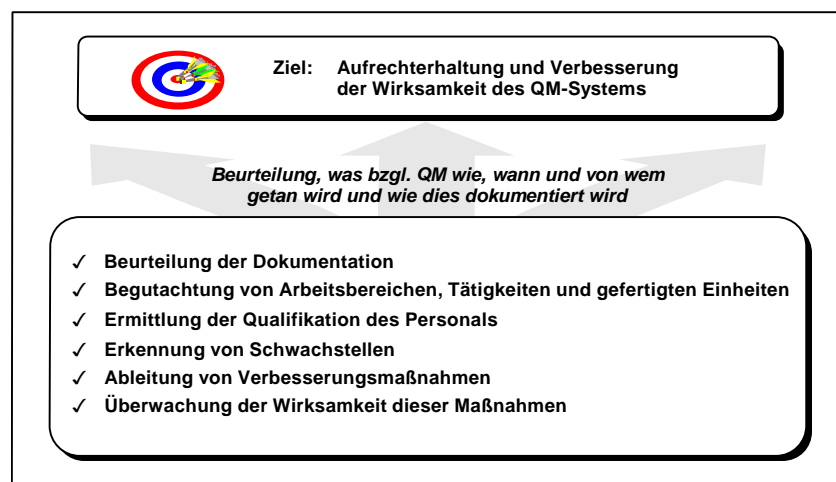 Ziel: Aufrechterhaltung und Verbesserung
der Wirksamkeit des QM-Systems
Beurteilung, was bzgl. QM wie, wann und von wem
getan wird und wie dies dokumentiert wird
✓ Beurteilung der Dokumentation
✓ Begutachtung von Arbeitsbereichen, Tätigkeiten und gefertigten Einheiten
✓ Ermittlung der Qualifikation des Personals
✓ Erkennung von Schwachstellen
✓ Ableitung von Verbesserungsmaßnahmen
✓ Überwachung der Wirksamkeit dieser Maßnahmen